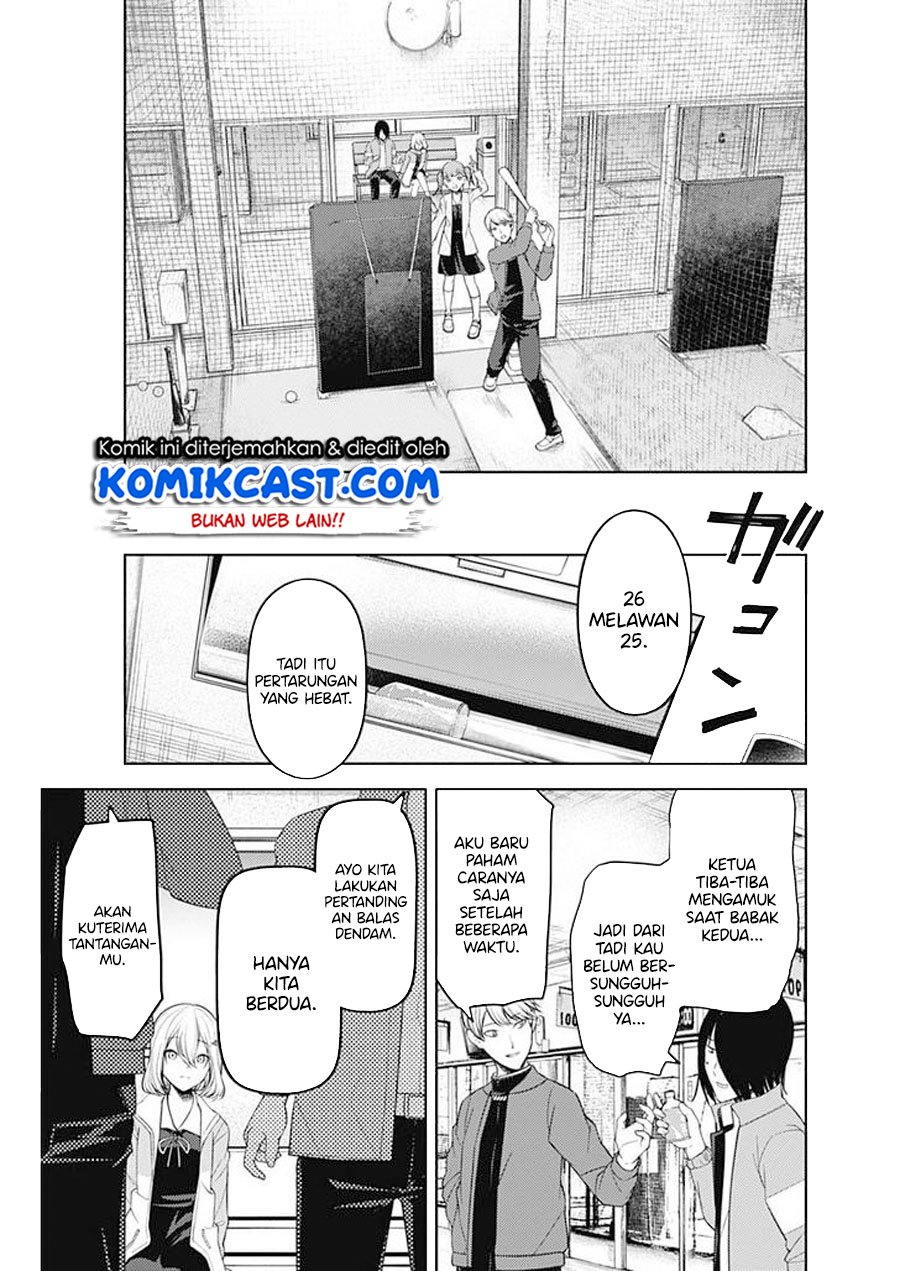 Komik ini diterjemahkan & diedit oleh
KOMIKCAST.COM
BUKAN WEB LAIN!!
ガコン
26
MELAWAN
25.
TADI ITU
PERTARUNGAN
YANG HEBAT.
KETUA
TIBA-TIBA
MENGAMUK
SAAT BABAK
KEDUA...
JADI DARI
TADI KAU
BELUM BER-
SUNGGUH-
SUNGGUH
YA...
AKU BARU
PAHAM
CARANYA
SAJA
SETELAH
BEBERAPA
WAKTU.
AYO KITA
LAKUKAN
PERTANDING
AN BALAS
DENDAM.
HANYA
KITA
BERDUA.
AKAN
KUTERIMA
TANTANGAN-
MU.